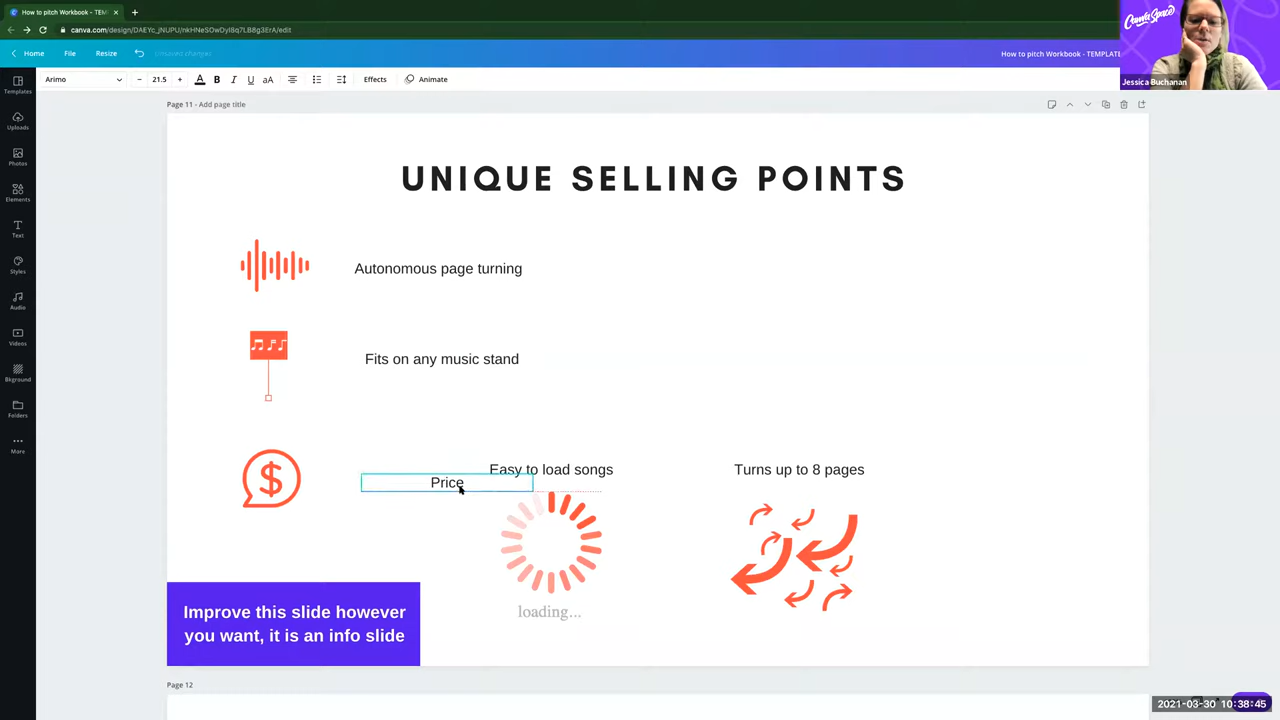 How to pitch Workbook - TEM
canva.com/design/DAEYc_jNUPU/nkHNeSOwDyI8q7LB8g3ErA/edit
Home File Resize Unsaved changes How to pitch Workbook - TEMPLATE
CanvaSpace
Jessica Buchanan
Arimo 21.5 A B I U aA Effects Animate
Templates
Uploads
Photos
Elements
Text
Styles
Audio
Videos
Bkground
Folders
More
Page 11 - Add page title
UNIQUE SELLING POINTS
Autonomous page turning
Fits on any music stand
$
Price
Easy to load songs
Turns up to 8 pages
loading...
Improve this slide however
you want, it is an info slide
Page 12
2021-03-30 10:38:45